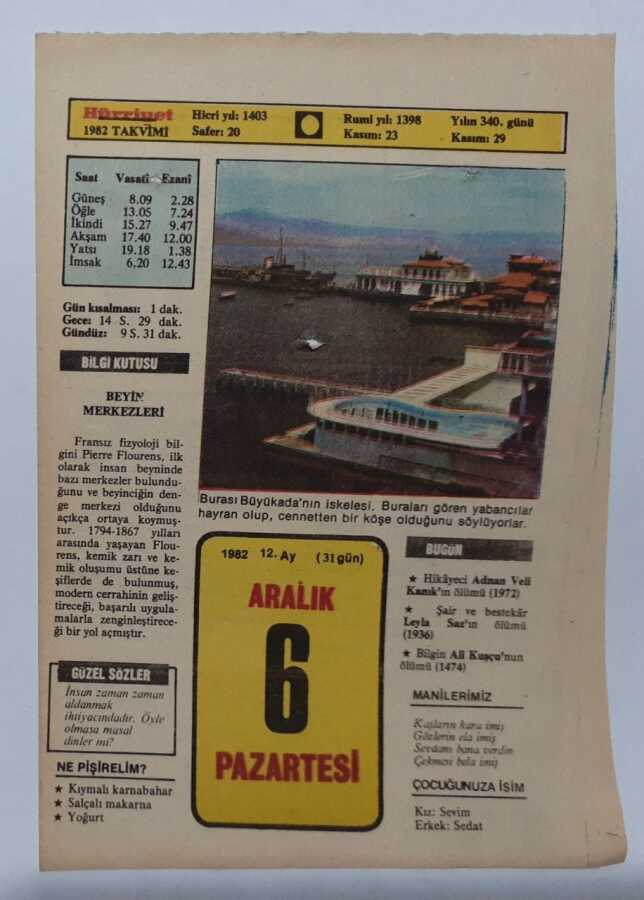 Hürriyet
1982 TAKVİMİ
Hicri yıl: 1403
Safer: 20
Rumi yıl: 1398
Kasım: 23
Yılın 340. günü
Kasım: 29
Saat Vasatî Ezanî
Güneş 8.09 2.28
Öğle 13.05 7.24
İkindi 15.27 9.47
Akşam 17.40 12.00
Yatsı 19.18 1.38
İmsak 6,20 12.43
Gün kısalması: 1 dak.
Gece: 14 S. 29 dak.
Gündüz: 9 S. 31 dak.
BİLGİ KUTUSU
BEYİN
MERKEZLERİ
Fransız fizyoloji bil-
gini Pierre Flourens, ilk
olarak insan beyninde
bazı merkezler bulundu-
ğunu ve beyinciğin den-
ge merkezi olduğunu
açıkça ortaya koymuş-
tur. 1794-1867 yılları
arasında yaşayan Flou-
rens, kemik zarı ve ke-
mik oluşumu üstüne ke-
şiflerde de bulunmuş,
modern cerrahinin geliş-
tireceği, başarılı uygula-
malarla zenginleştirece-
ği bir yol açmıştır.
GÜZEL SÖZLER
İnsan zaman zaman
aldanmak
ihtiyacındadır. Öyle
olmasa masal
dinler mi?
NE PİŞİRELİM?
★ Kıymalı karnabahar
★ Salçalı makarna
★ Yoğurt
Burası Büyükada'nın iskelesi. Buraları gören yabancılar
hayran olup, cennetten bir köşe olduğunu söylüyorlar.
1982 12. Ay (31 gün)
ARALIK
6
PAZARTESİ
BUGÜN
★ Hikâyeci Adnan Veli
Kanık'ın ölümü (1972)
★ Şair ve bestekâr
Leyla Saz'ın ölümü
(1936)
★ Bilgin Ali Kuşçu'nun
ölümü (1474)
MANİLERİMİZ
Kaşların kara imiş
Gözlerin ela imiş
Sevdanı bana verdin
Çekmesi bela imiş
ÇOCUĞUNUZA İSİM
Kız: Sevim
Erkek: Sedat